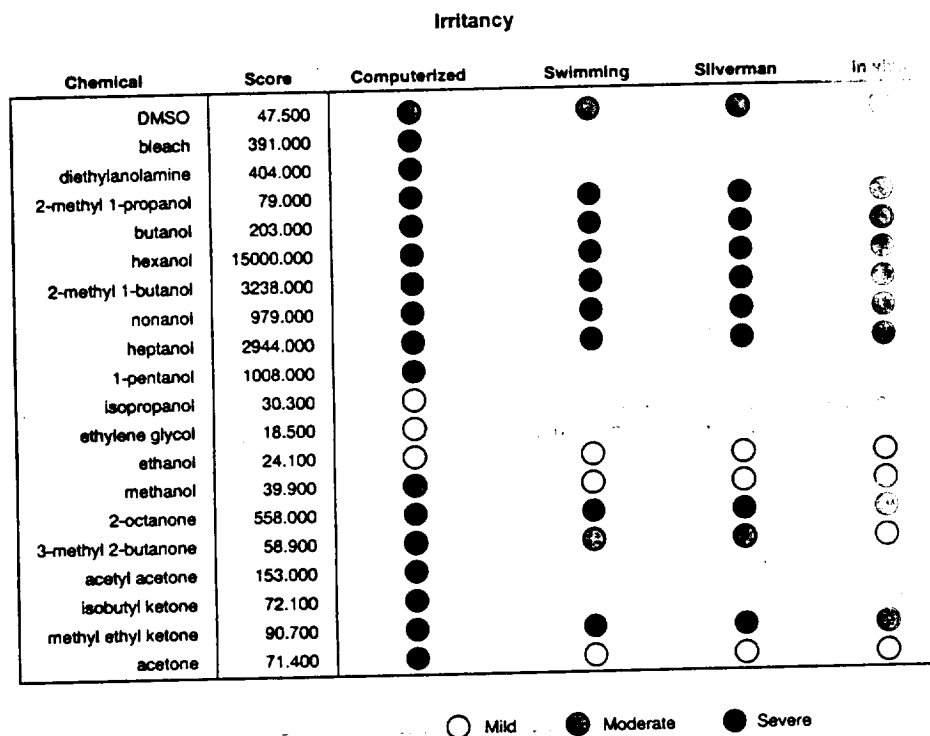 Irritancy
Chemical Score Computerized Swimming Silverman In
DMSO 47.500
bleach 391.000
diethylanolamine 404.000
2-methyl 1-propanol 79.000
butanol 203.000
hexanol 15000.000
2-methyl 1-butanol 3238.000
nonanol 979.000
heptanol 2944.000
1-pentanol 1008.000
isopropanol 30.300
ethylene glycol 18.500
ethanol 24.100
methanol 39.900
2-octanone 558.000
3-methyl 2-butanone 58.900
acetyl acetone 153.000
isobutyl ketone 72.100
methyl ethyl ketone 90.700
acetone 71.400
Mild Moderate Severe